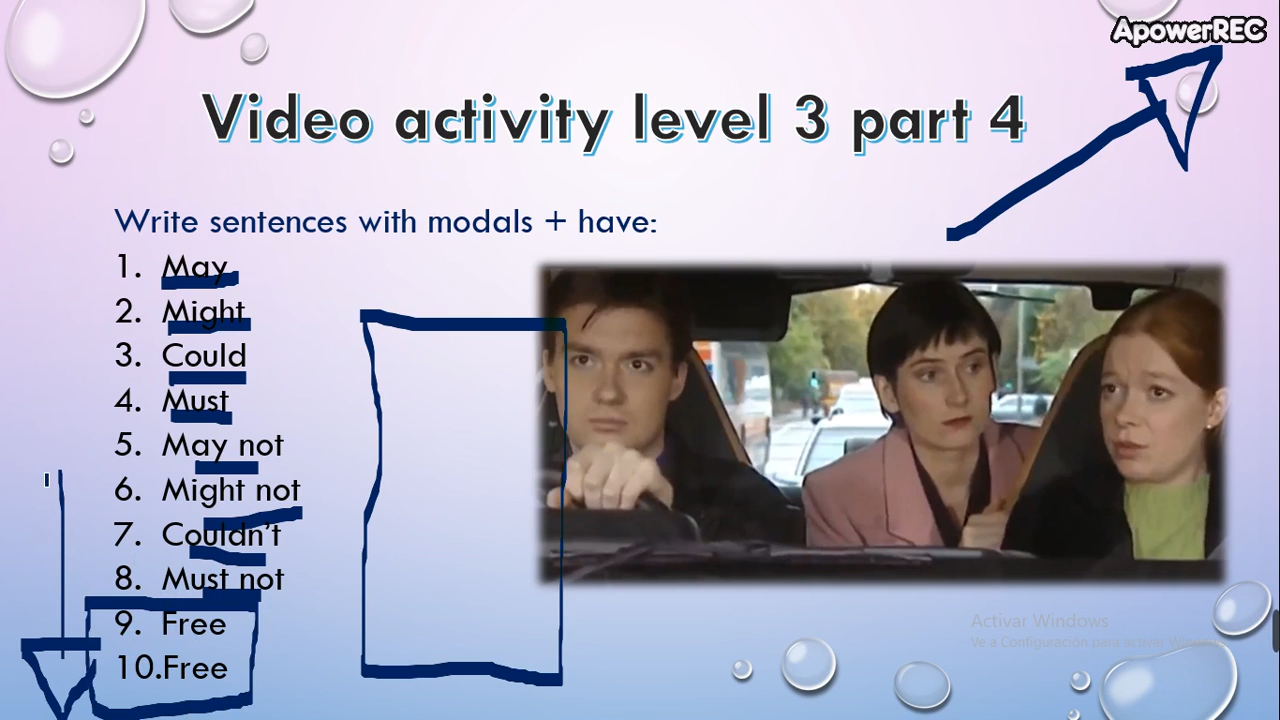 ApowerREC
Video activity level 3 part 4
Write sentences with modals + have:
1. May
2. Might
3. Could
4. Must
5. May not
6. Might not
7. Couldn't
8. Must not
9. Free
10.Free
Activar Windows
Ve a Configuración para activar Windows.